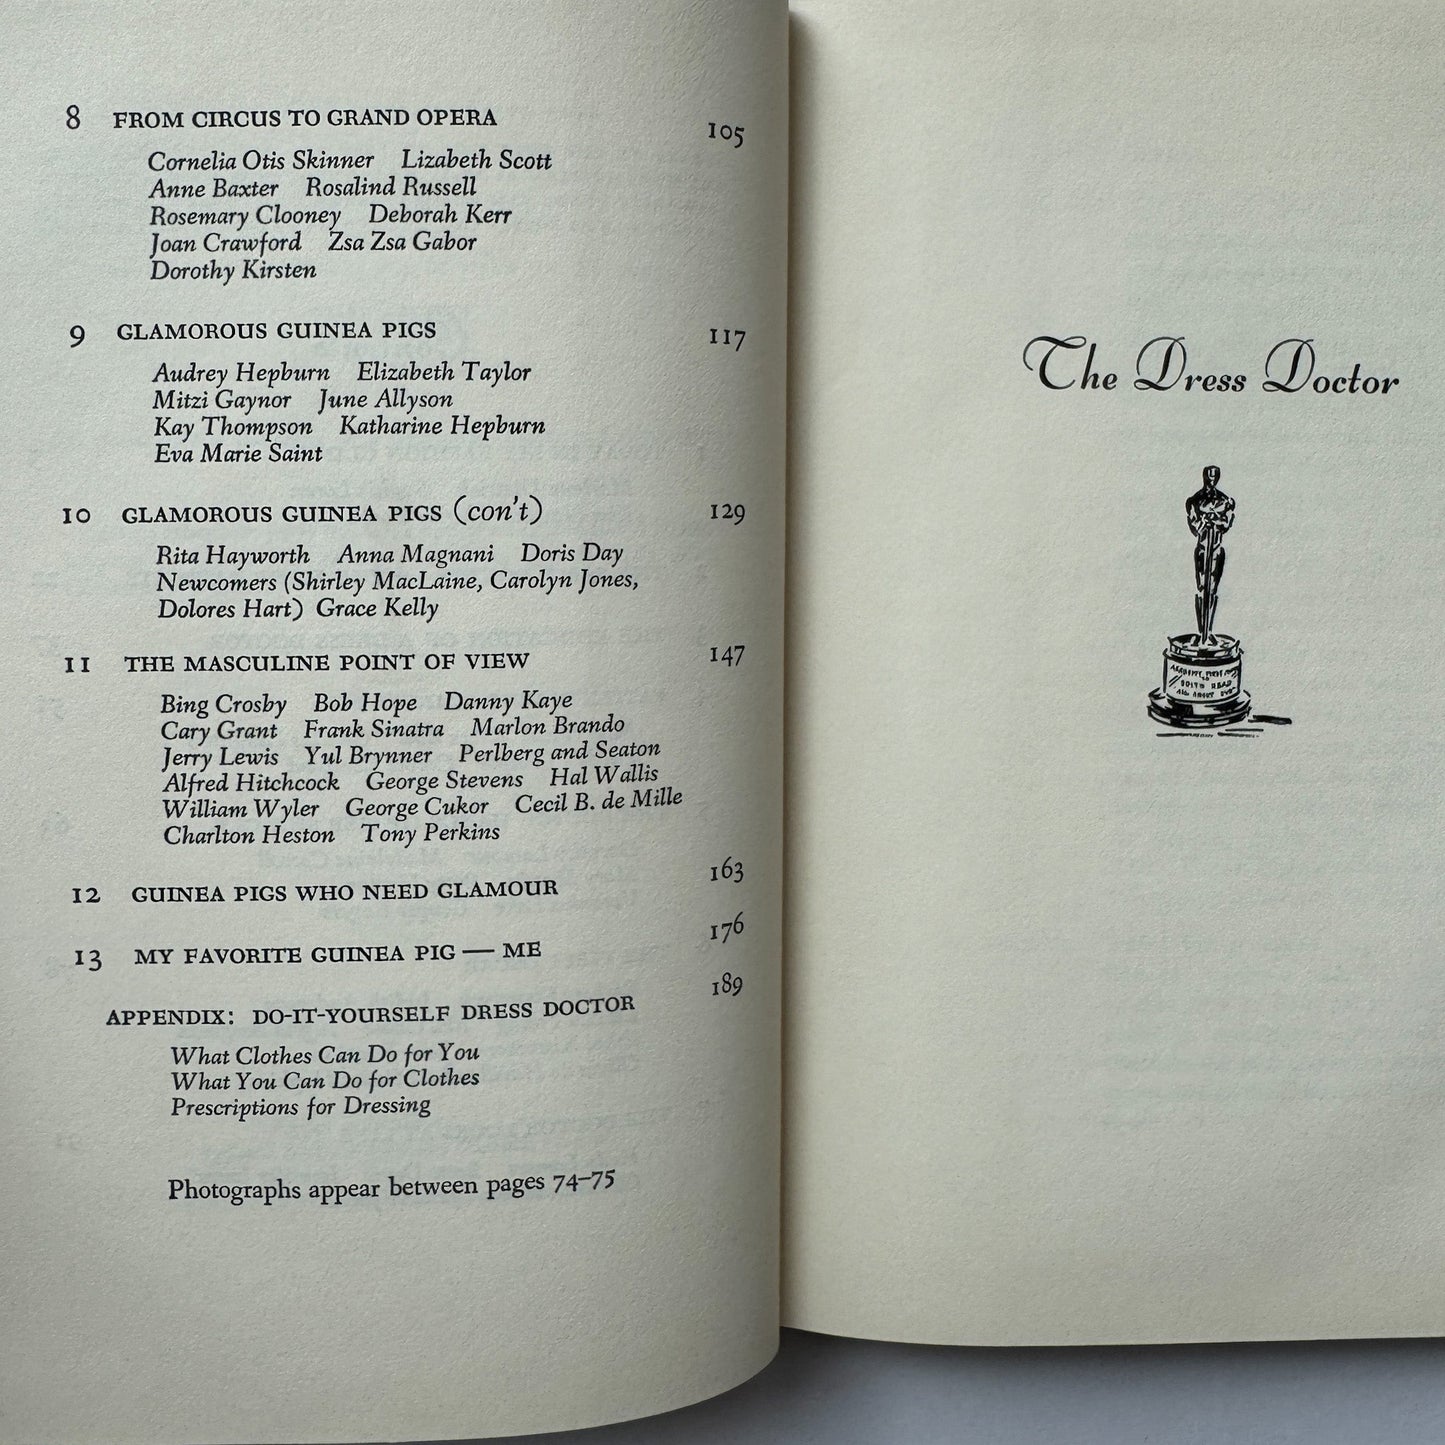 8 FROM CIRCUS TO GRAND OPERA 105
Cornelia Otis Skinner Lizabeth Scott
Anne Baxter Rosalind Russell
Rosemary Clooney Deborah Kerr
Joan Crawford Zsa Zsa Gabor
Dorothy Kirsten
9 GLAMOROUS GUINEA PIGS 117
Audrey Hepburn Elizabeth Taylor
Mitzi Gaynor June Allyson
Kay Thompson Katharine Hepburn
Eva Marie Saint
10 GLAMOROUS GUINEA PIGS (con't) 129
Rita Hayworth Anna Magnani Doris Day
Newcomers (Shirley MacLaine, Carolyn Jones,
Dolores Hart) Grace Kelly
11 THE MASCULINE POINT OF VIEW 147
Bing Crosby Bob Hope Danny Kaye
Cary Grant Frank Sinatra Marlon Brando
Jerry Lewis Yul Brynner Perlberg and Seaton
Alfred Hitchcock George Stevens Hal Wallis
William Wyler George Cukor Cecil B. de Mille
Charlton Heston Tony Perkins
12 GUINEA PIGS WHO NEED GLAMOUR 163
13 MY FAVORITE GUINEA PIG — ME 176
APPENDIX: DO-IT-YOURSELF DRESS DOCTOR 189
What Clothes Can Do for You
What You Can Do for Clothes
Prescriptions for Dressing
Photographs appear between pages 74–75
The Dress Doctor
HEAD
ALL ABOUT EVE